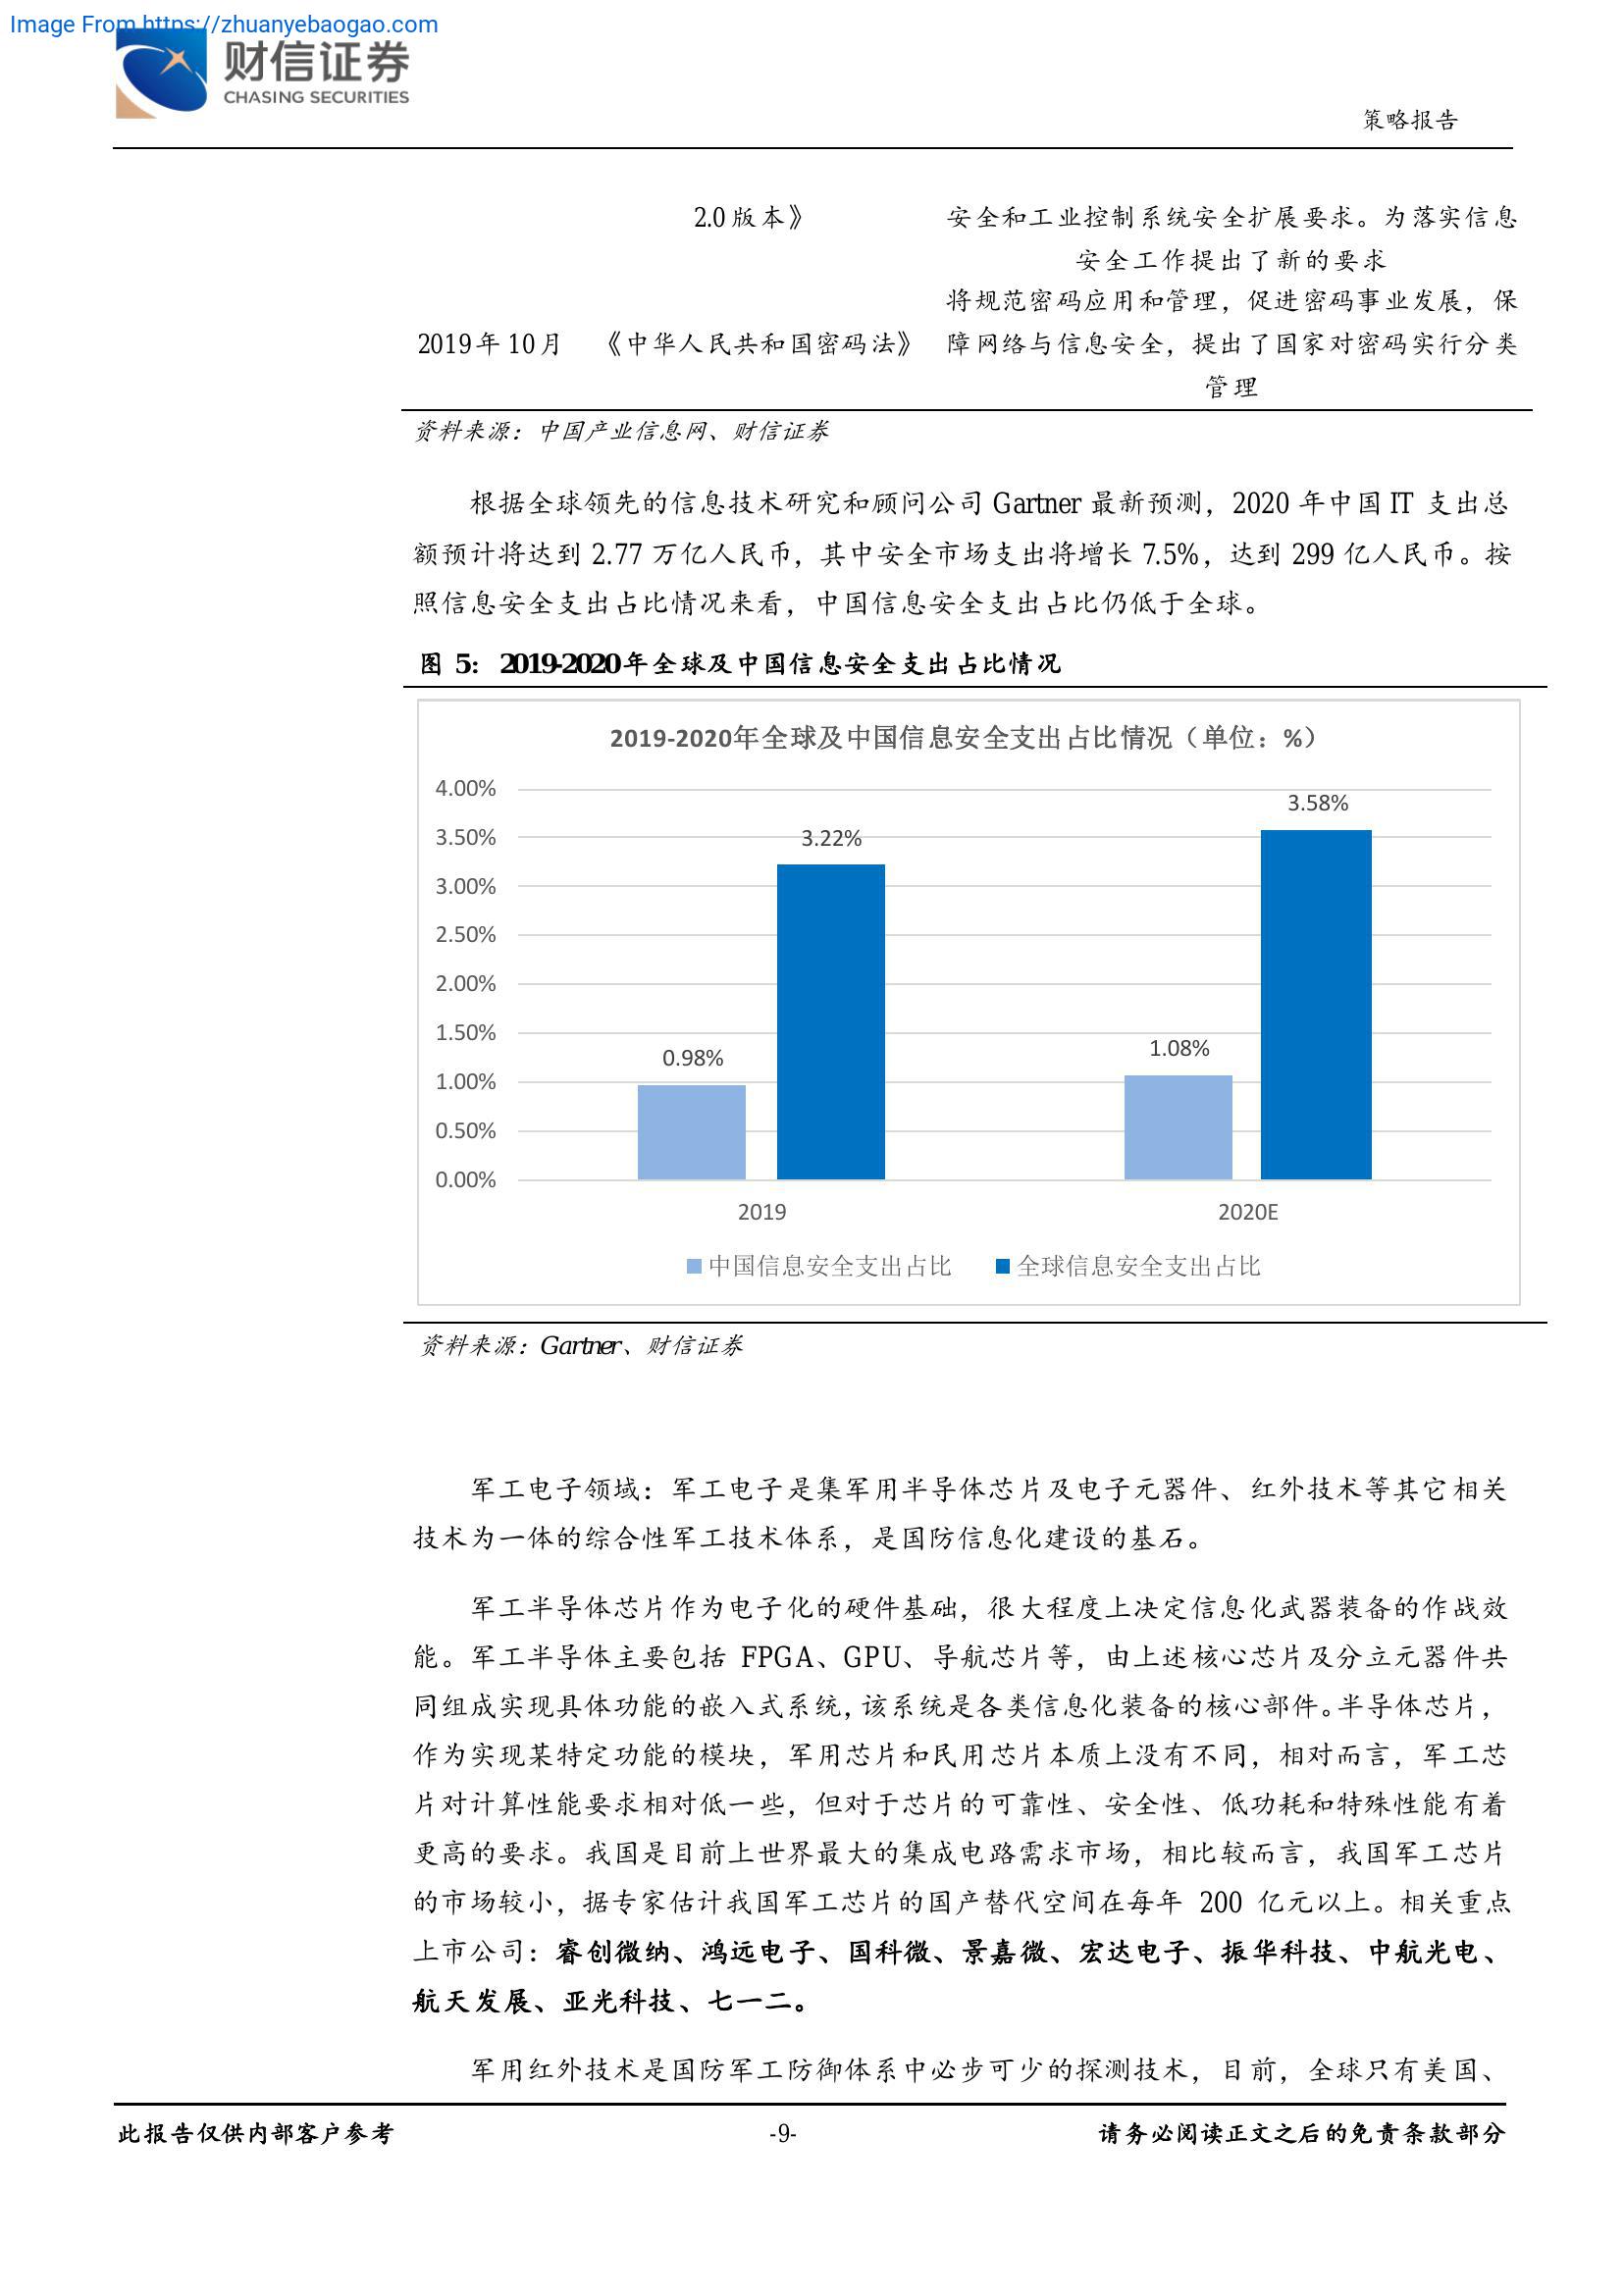 Image From https://zhuanyebaogao.com
财信证券
CHASING SECURITIES
策略报告
2.0 版本》
安全和工业控制系统安全扩展要求。为落实信息
安全工作提出了新的要求
2019 年 10 月
《中华人民共和国密码法》
将规范密码应用和管理，促进密码事业发展，保
障网络与信息安全，提出了国家对密码实行分类
管理
资料来源：中国产业信息网、财信证券
根据全球领先的信息技术研究和顾问公司 Gartner 最新预测，2020 年中国 IT 支出总
额预计将达到 2.77 万亿人民币，其中安全市场支出将增长 7.5%，达到 299 亿人民币。按
照信息安全支出占比情况来看，中国信息安全支出占比仍低于全球。
图 5：2019-2020 年全球及中国信息安全支出占比情况
2019-2020年全球及中国信息安全支出占比情况（单位：%）
4.00%
3.50%
3.00%
2.50%
2.00%
1.50%
1.00%
0.50%
0.00%
0.98%
3.22%
1.08%
3.58%
2019
2020E
中国信息安全支出占比
全球信息安全支出占比
资料来源：Gartner、财信证券
军工电子领域：军工电子是集军用半导体芯片及电子元器件、红外技术等其它相关
技术为一体的综合性军工技术体系，是国防信息化建设的基石。
军工半导体芯片作为电子化的硬件基础，很大程度上决定信息化武器装备的作战效
能。军工半导体主要包括 FPGA、GPU、导航芯片等，由上述核心芯片及分立元器件共
同组成实现具体功能的嵌入式系统，该系统是各类信息化装备的核心部件。半导体芯片，
作为实现某特定功能的模块，军用芯片和民用芯片本质上没有不同，相对而言，军工芯
片对计算性能要求相对低一些，但对于芯片的可靠性、安全性、低功耗和特殊性能有着
更高的要求。我国是目前上世界最大的集成电路需求市场，相比较而言，我国军工芯片
的市场较小，据专家估计我国军工芯片的国产替代空间在每年 200 亿元以上。相关重点
上市公司：睿创微纳、鸿远电子、国科微、景嘉微、宏达电子、振华科技、中航光电、
航天发展、亚光科技、七一二。
军用红外技术是国防军工防御体系中必步可少的探测技术，目前，全球只有美国、
此报告仅供内部客户参考
-9-
请务必阅读正文之后的免责条款部分